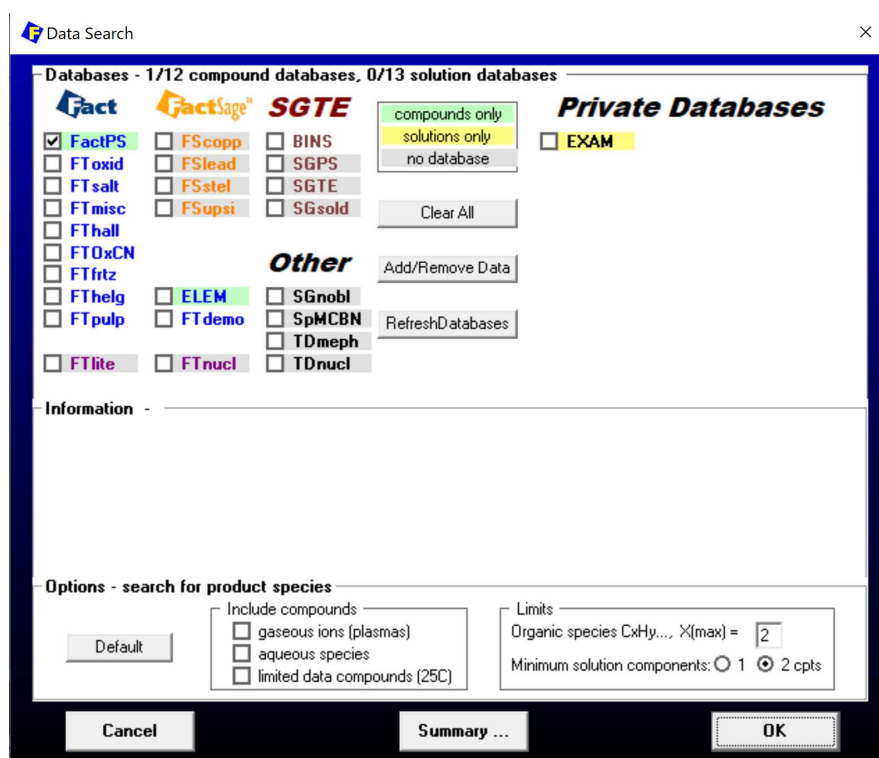 Data Search
Databases - 1/12 compound databases, 0/13 solution databases
Fact
FactSage™
SGTE
compounds only
solutions only
no database
Private Databases
FactPS
FToxid
FTsalt
FTmisc
FThall
FTOxCN
FTfrtz
FThelg
FTpulp
FTlite
FScopp
FSlead
FSstel
FSupsi
ELEM
FTdemo
FTnucl
BINS
SGPS
SGTE
SGsold
Other
SGnobl
SpMCBN
TDmeph
TDnucl
Clear All
Add/Remove Data
RefreshDatabases
EXAM
Information -
Options - search for product species
Default
Include compounds
gaseous ions (plasmas)
aqueous species
limited data compounds (25C)
Limits
Organic species CxHy..., X(max) = 2
Minimum solution components: 1 2 cpts
Cancel
Summary ...
OK